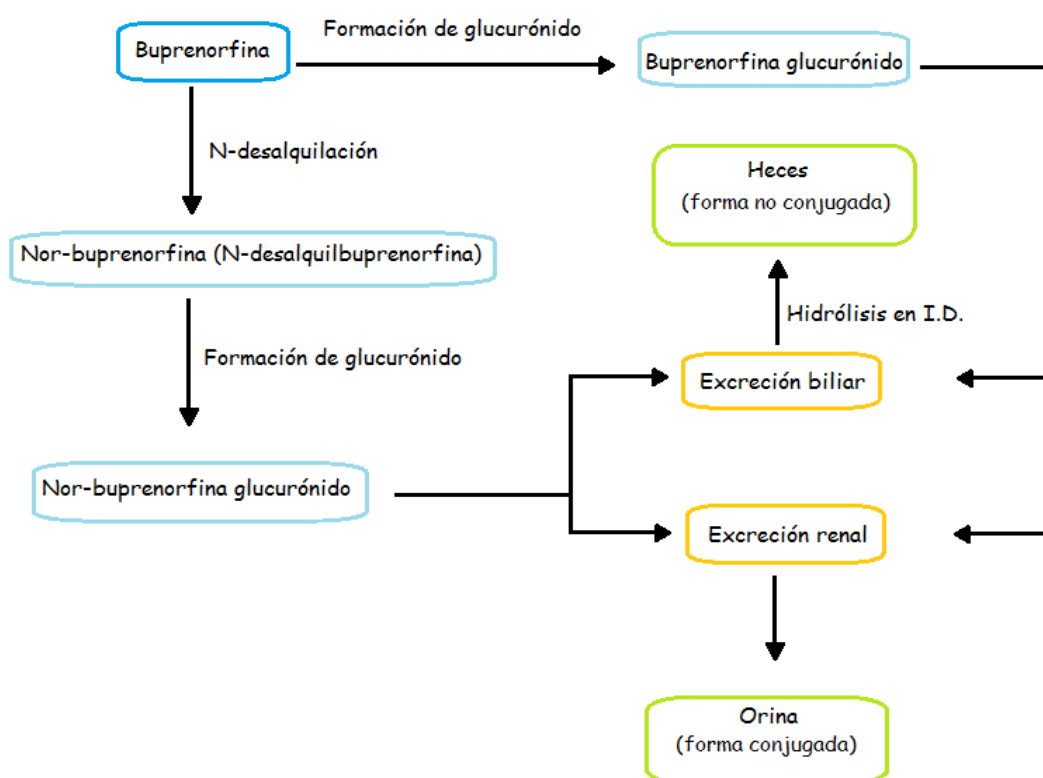 Formación de glucurónido
Buprenorfina
Buprenorfina glucurónido
N-desalquilación
Heces
(forma no conjugada)
Nor-buprenorfina (N-desalquilbuprenorfina)
Hidrólisis en I.D.
Formación de glucurónido
Excreción biliar
Nor-buprenorfina glucurónido
Excreción renal
Orina
(forma conjugada)